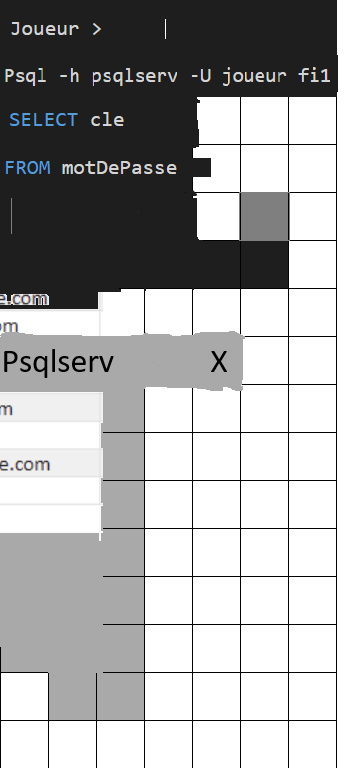 Joueur >
Psql -h psqlserv -U joueur fi1
SELECT cle
FROM motDePasse
e.com
om
Psqlserv X
m
e.com